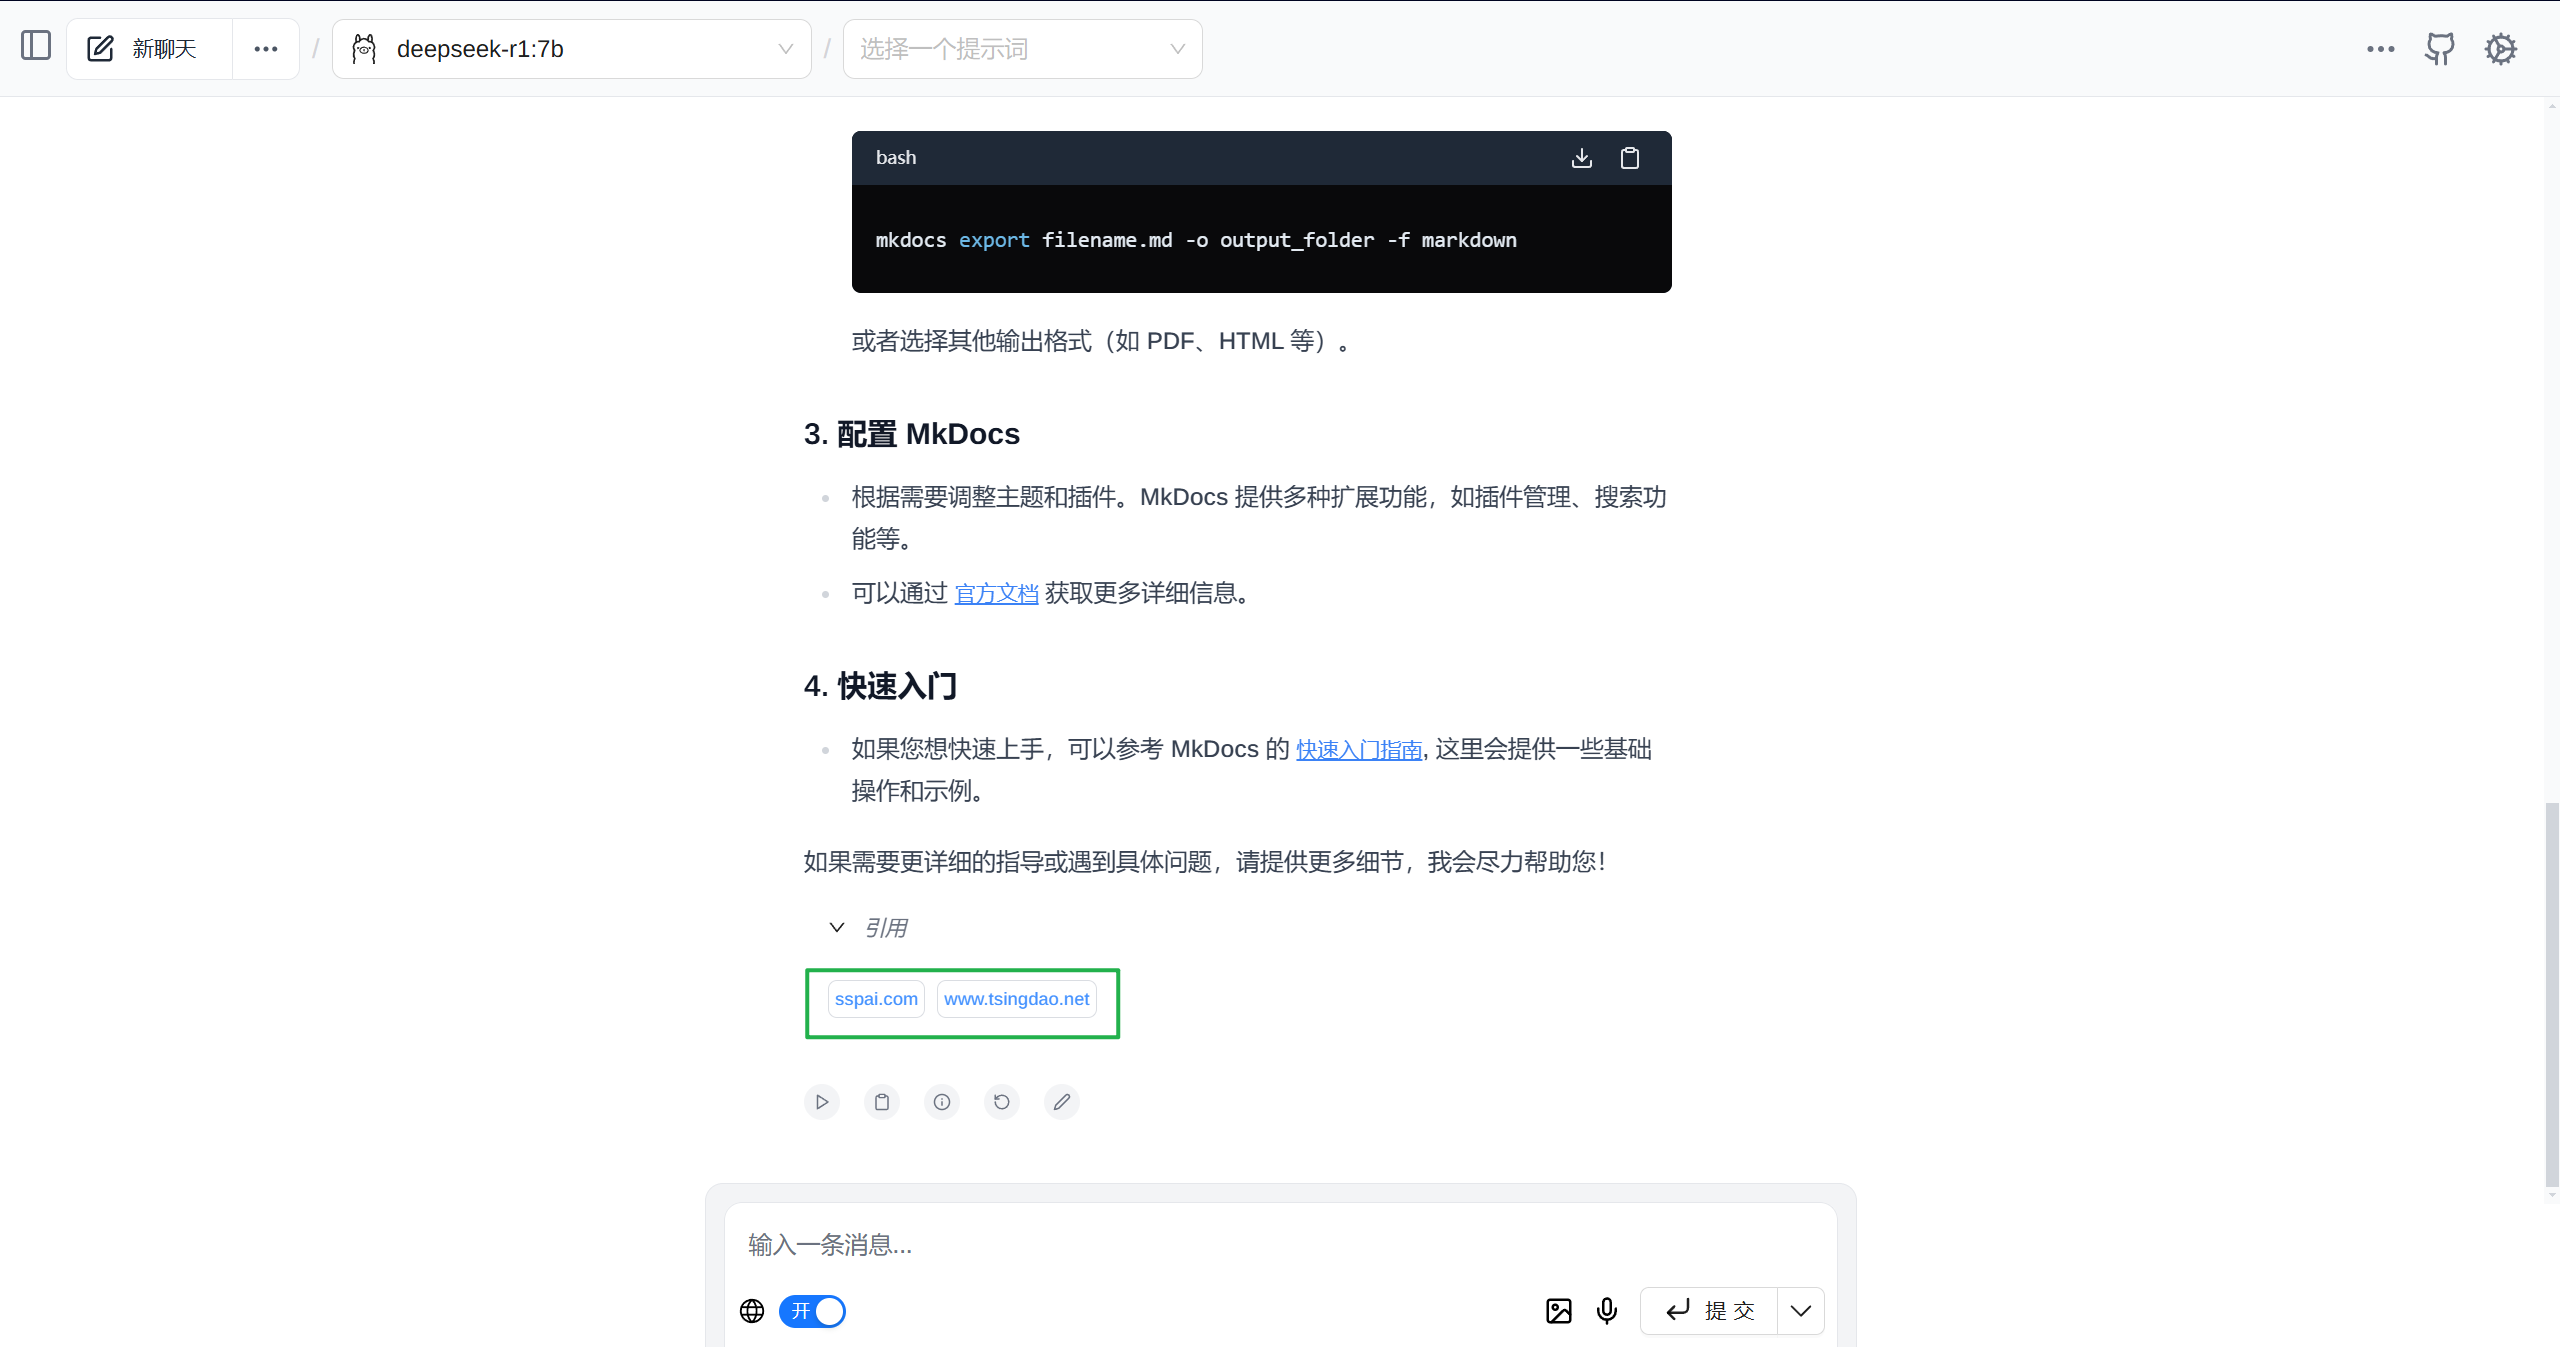 新聊天
/
deepseek-r1:7b
/
选择一个提示词
bash
mkdocs export filename.md -o output_folder -f markdown
或者选择其他输出格式（如 PDF、HTML 等）。
3. 配置 MkDocs
根据需要调整主题和插件。MkDocs 提供多种扩展功能，如插件管理、搜索功
能等。
可以通过 官方文档 获取更多详细信息。
4. 快速入门
如果您想快速上手，可以参考 MkDocs 的 快速入门指南, 这里会提供一些基础
操作和示例。
如果需要更详细的指导或遇到具体问题，请提供更多细节，我会尽力帮助您！
引用
sspai.com www.tsingdao.net
输入一条消息...
开
提 交